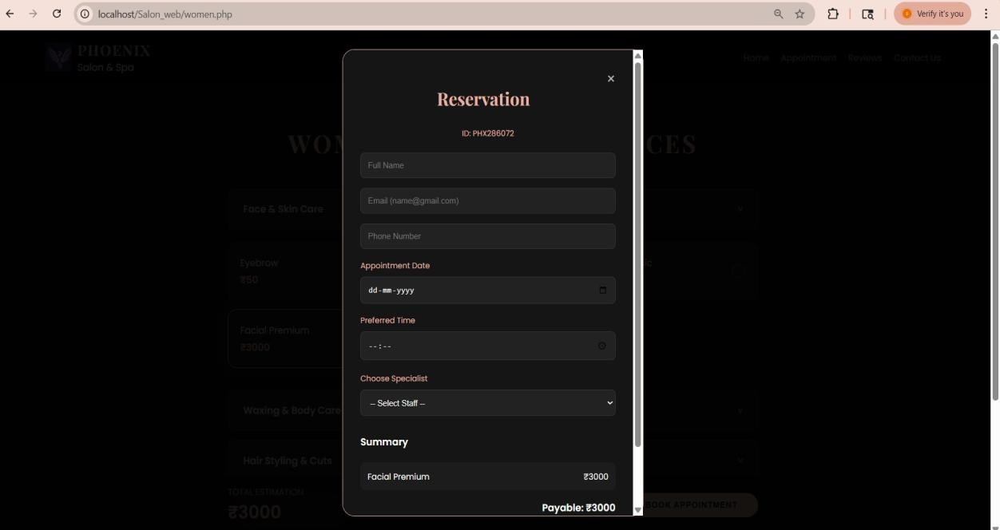 localhost/Salon_web/women.php
Verify it's you
PHOENIX
Salon & Spa
Home Appointment Reviews Contact Us
×
Reservation
ID: PHX286072
WOM
CES
Full Name
Email (name@gmail.com)
Phone Number
Face & Skin Care
Eyebrow
₹50
ic
Appointment Date
dd-mm-yyyy
Preferred Time
--:--
Facial Premium
₹3000
Choose Specialist
-- Select Staff --
Waxing & Body Care
Summary
Hair Styling & Cuts
Facial Premium ₹3000
TOTAL ESTIMATION
₹3000
Payable: ₹3000
BOOK APPOINTMENT